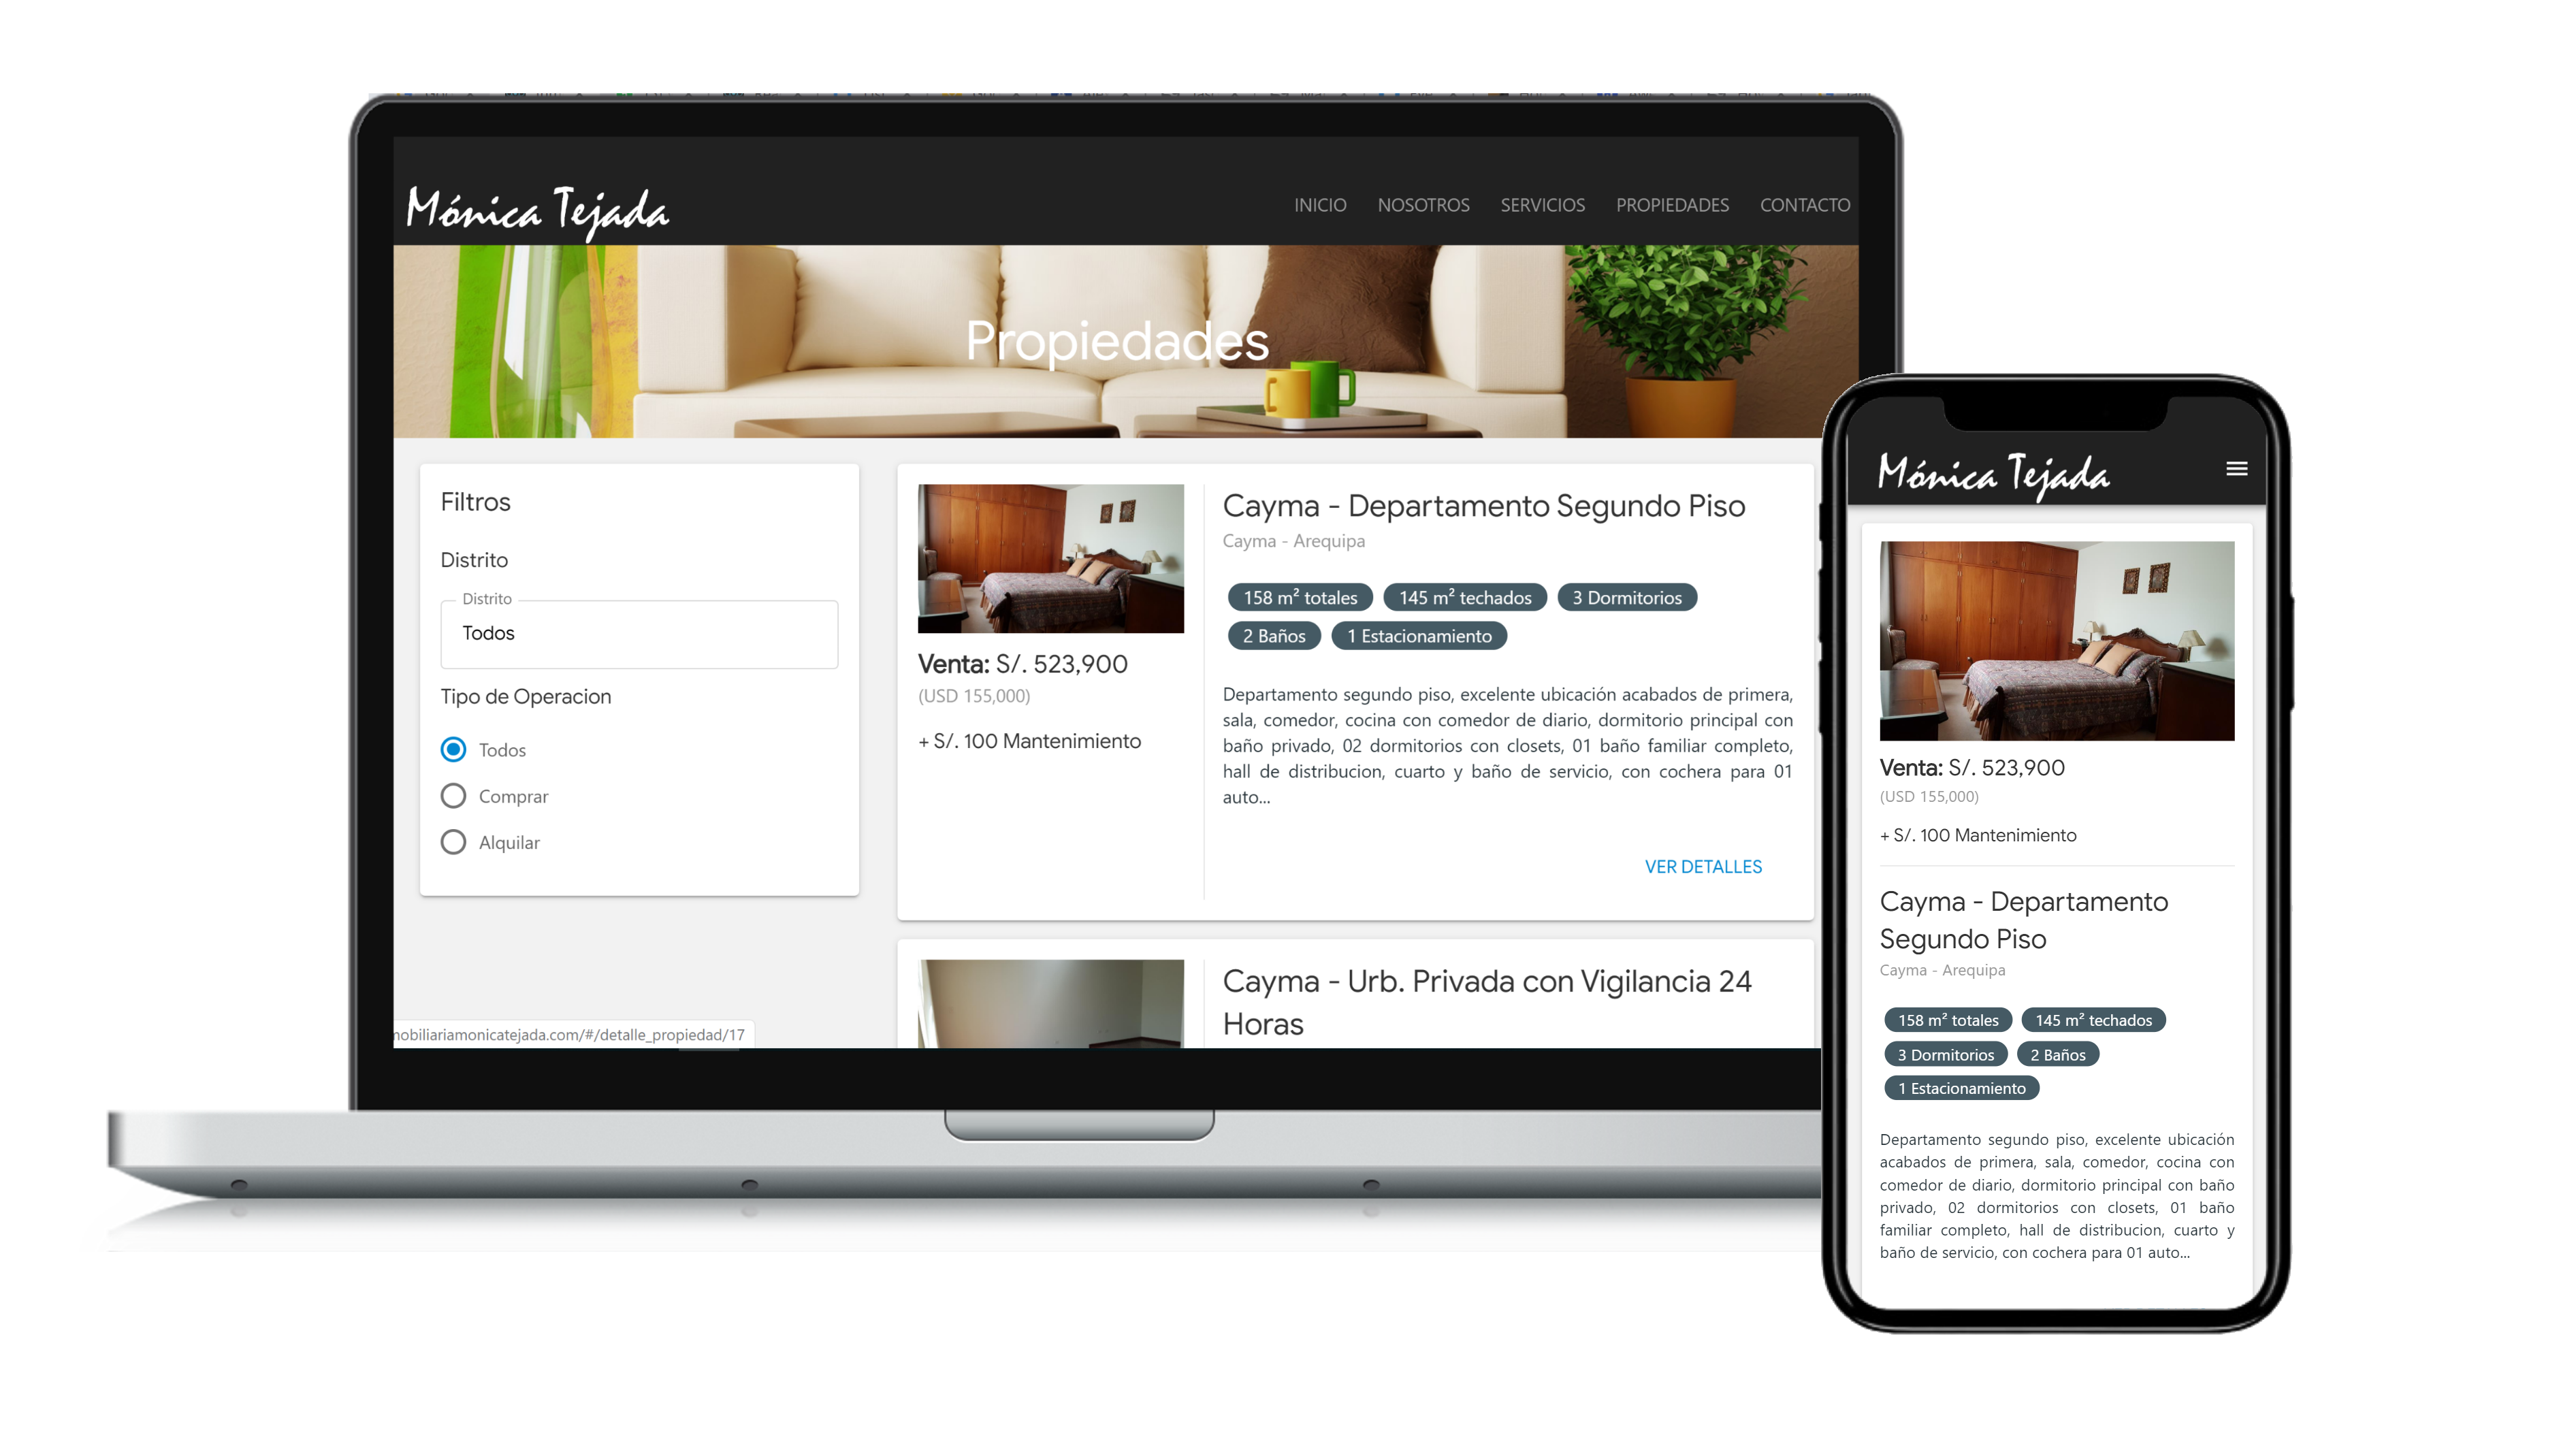 Mónica Tejada
INICIO NOSOTROS SERVICIOS PROPIEDADES CONTACTO
Propiedades
Filtros
Distrito
Distrito
Todos
Tipo de Operacion
Todos
Comprar
Alquilar
Venta: S/. 523,900
(USD 155,000)
+ S/. 100 Mantenimiento
Cayma - Departamento Segundo Piso
Cayma - Arequipa
158 m² totales 145 m² techados 3 Dormitorios
2 Baños 1 Estacionamiento
Departamento segundo piso, excelente ubicación acabados de primera,
sala, comedor, cocina con comedor de diario, dormitorio principal con
baño privado, 02 dormitorios con closets, 01 baño familiar completo,
hall de distribucion, cuarto y baño de servicio, con cochera para 01
auto...
VER DETALLES
Cayma - Urb. Privada con Vigilancia 24
Horas
mobiliariamonicatejada.com/#/detalle_propiedad/17
Mónica Tejada
Venta: S/. 523,900
(USD 155,000)
+ S/. 100 Mantenimiento
Cayma - Departamento
Segundo Piso
Cayma - Arequipa
158 m² totales 145 m² techados
3 Dormitorios 2 Baños
1 Estacionamiento
Departamento segundo piso, excelente ubicación
acabados de primera, sala, comedor, cocina con
comedor de diario, dormitorio principal con baño
privado, 02 dormitorios con closets, 01 baño
familiar completo, hall de distribucion, cuarto y
baño de servicio, con cochera para 01 auto...